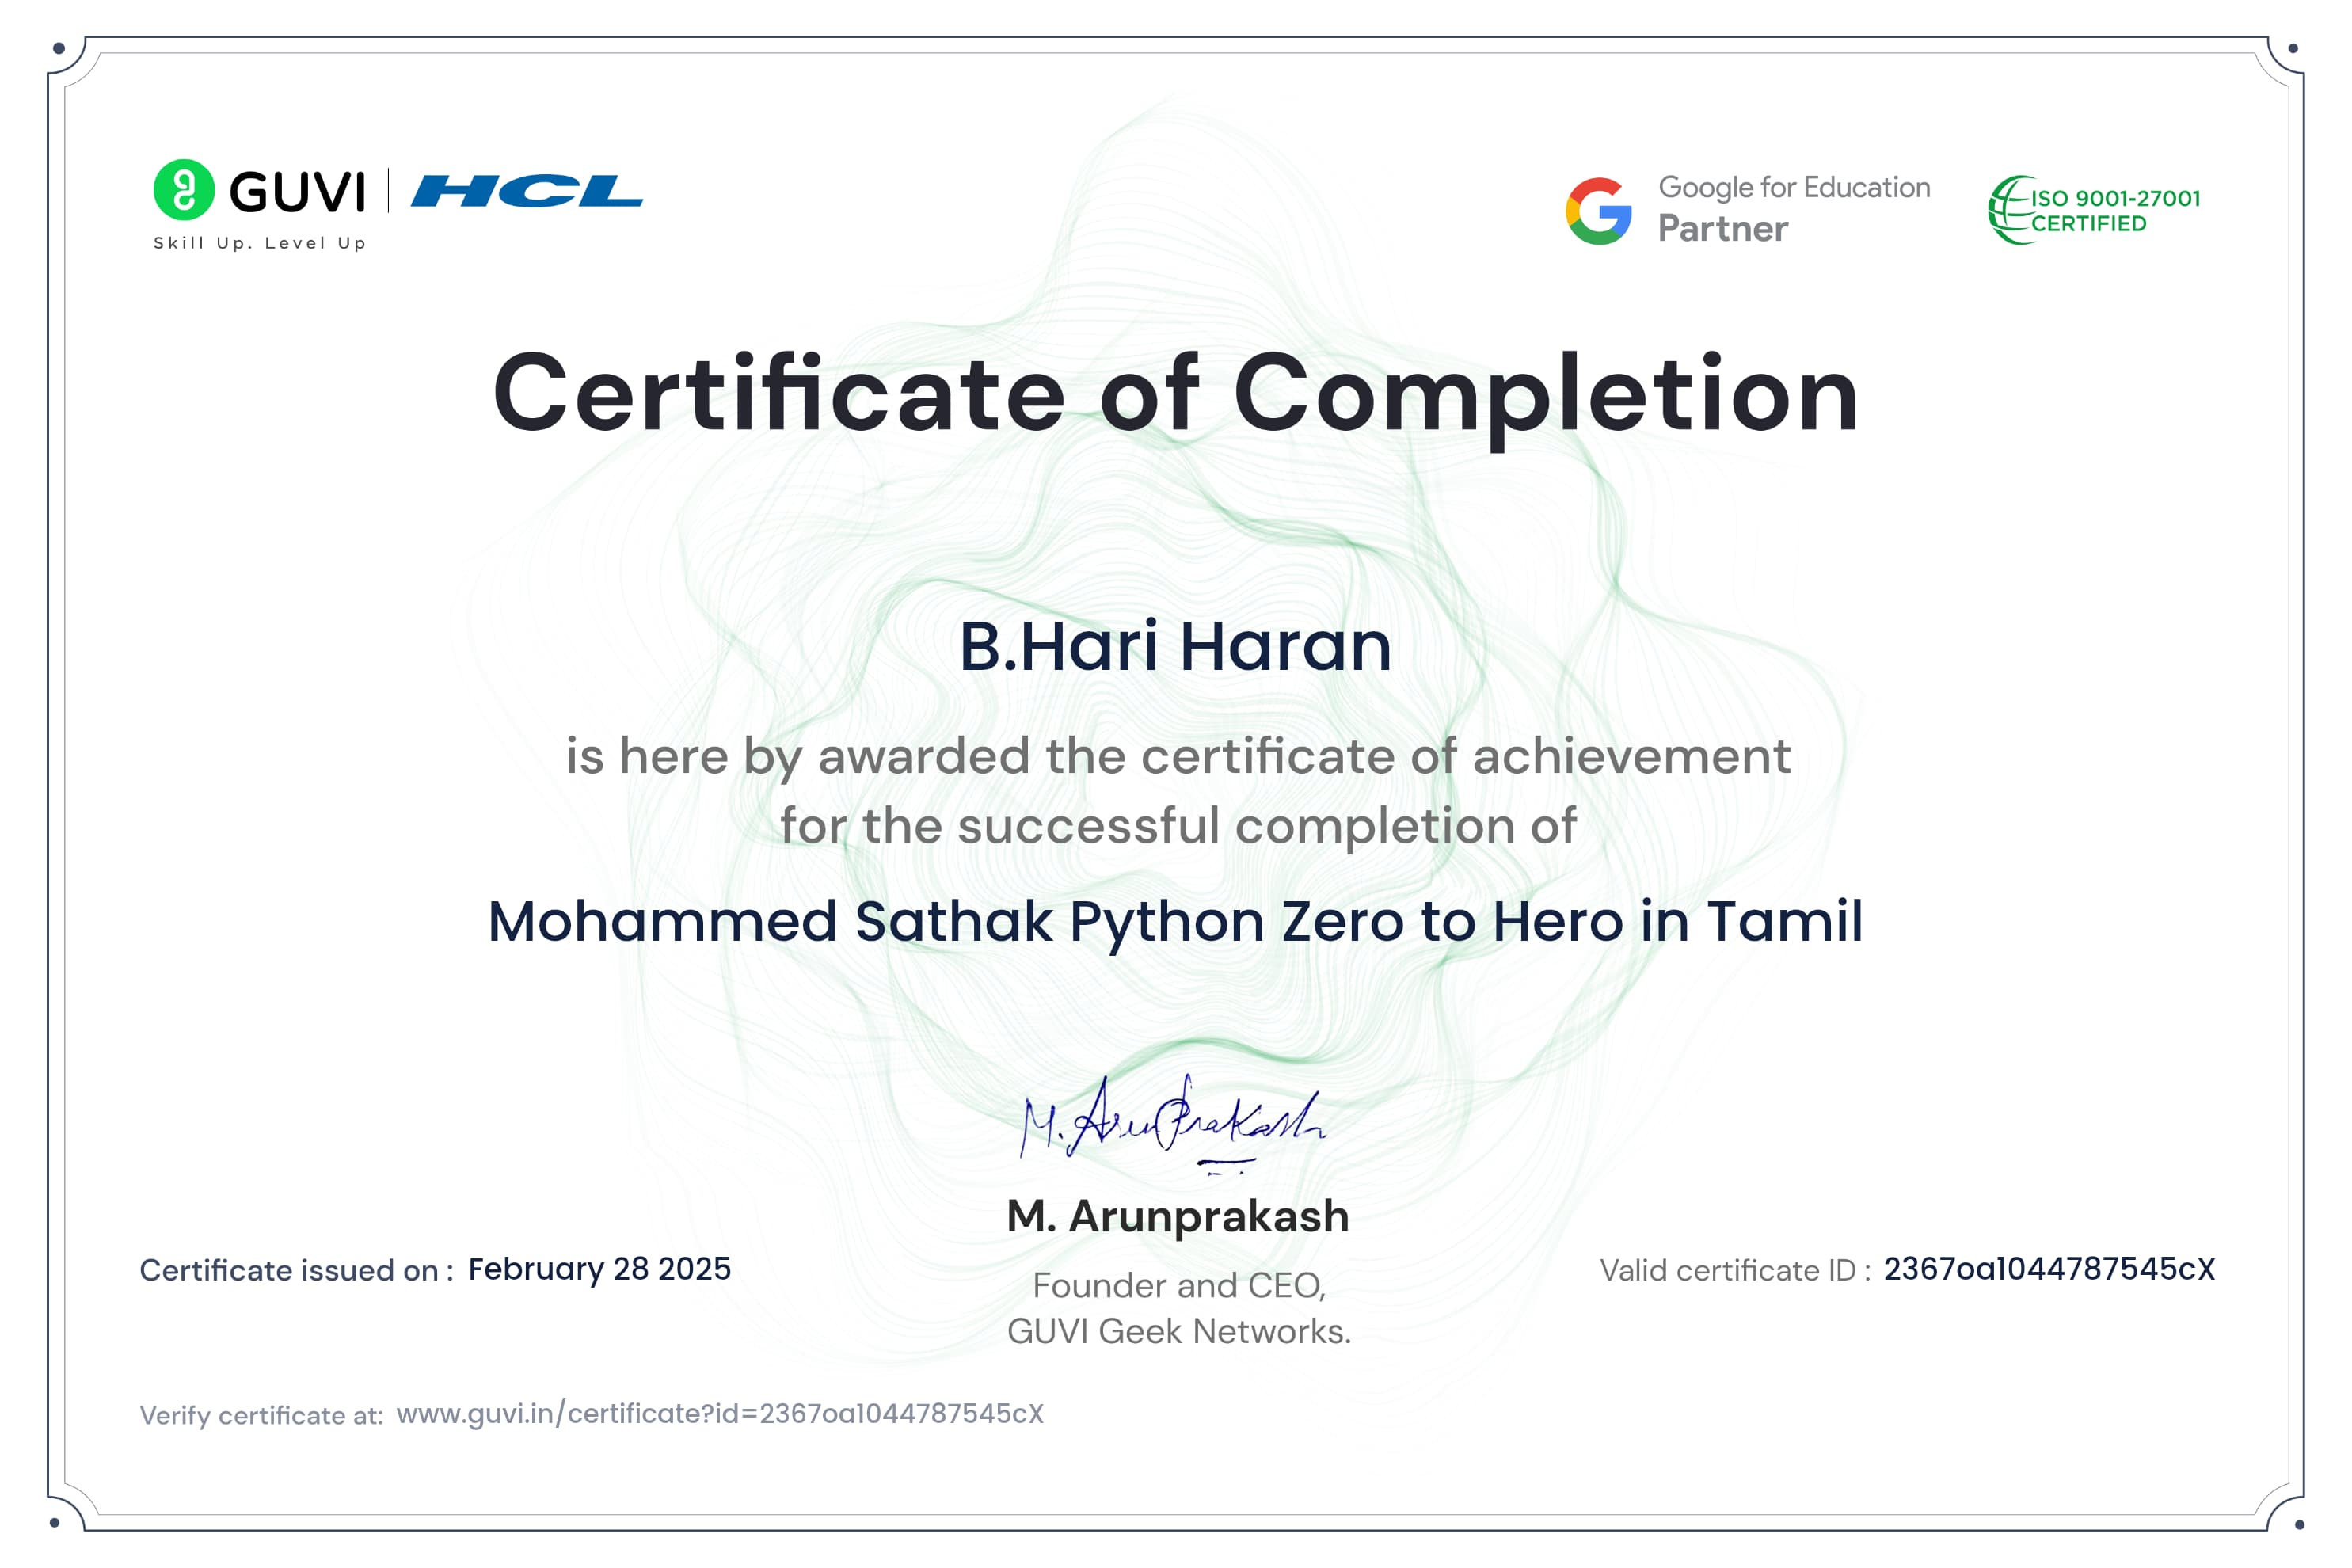 GUVI | HCL
Skill Up. Level Up
Google for Education
Partner
ISO 9001-27001
CERTIFIED
Certificate of Completion
B.Hari Haran
is here by awarded the certificate of achievement
for the successful completion of
Mohammed Sathak Python Zero to Hero in Tamil
M. Arunprakash
M. Arunprakash
Founder and CEO,
GUVI Geek Networks.
Certificate issued on : February 28 2025
Valid certificate ID : 2367oa1044787545cX
Verify certificate at: www.guvi.in/certificate?id=2367oa1044787545cX